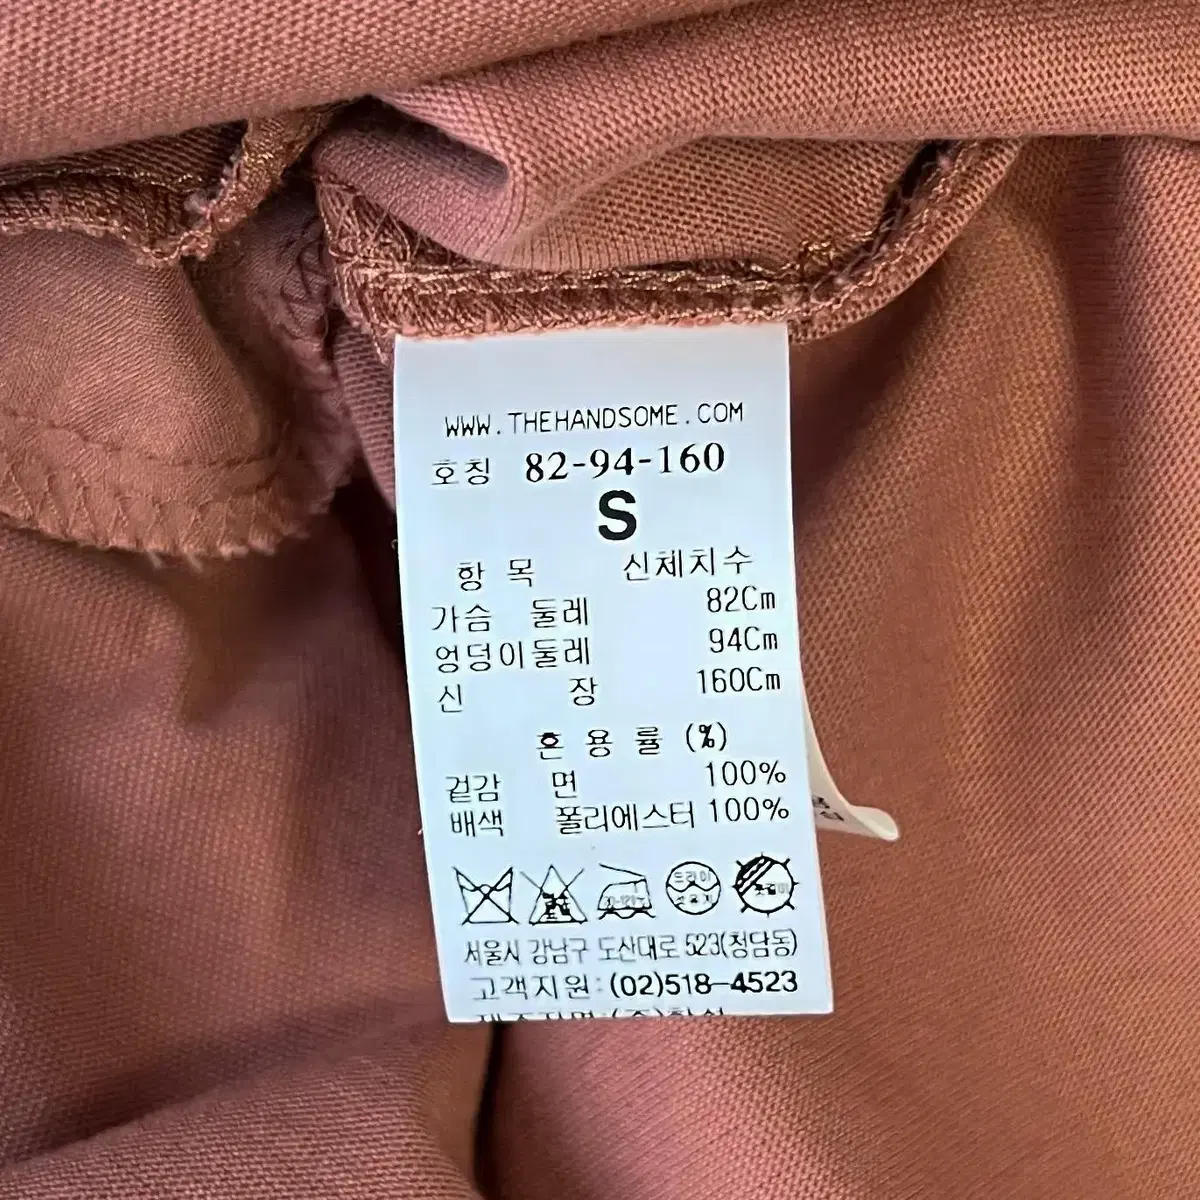 WWW.THEHANDSOME.COM
호칭 82-94-160
S
항 목 신체치수
가슴 둘레 82Cm
엉덩이둘레 94Cm
신 장 160Cm
혼 용 률 (%)
겉감 면 100%
배색 폴리에스터 100%
드라이
서울시 강남구 도산대로 523(청담동)
고객지원:(02)518-4523